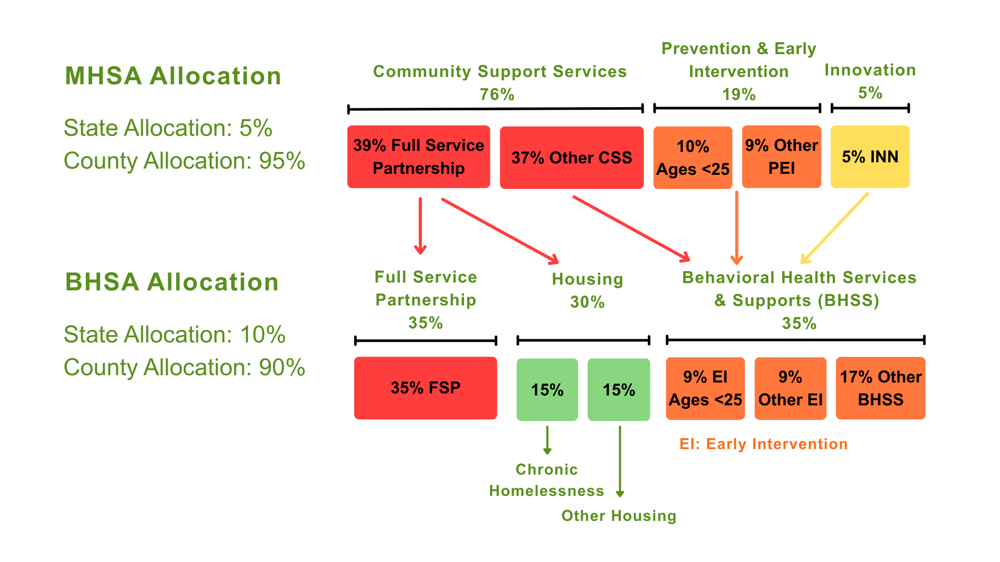 MHSA Allocation
State Allocation: 5%
County Allocation: 95%
Community Support Services
76%
Prevention & Early
Intervention
19%
Innovation
5%
39% Full Service
Partnership
37% Other CSS
10%
Ages <25
9% Other
PEI
5% INN
BHSA Allocation
State Allocation: 10%
County Allocation: 90%
Full Service
Partnership
35%
Housing
30%
Behavioral Health Services
& Supports (BHSS)
35%
35% FSP
15%
15%
9% EI
Ages <25
9%
Other EI
17% Other
BHSS
EI: Early Intervention
Chronic
Homelessness
Other Housing